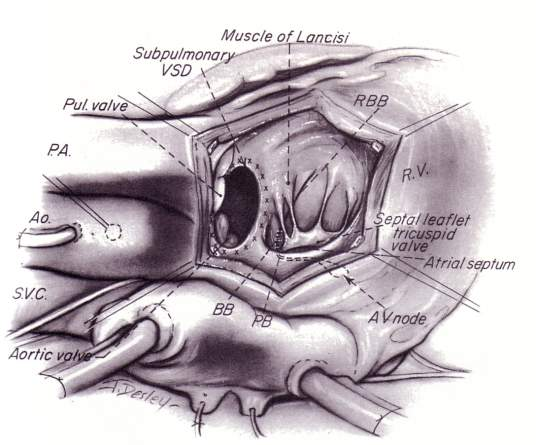 Muscle of Lancisi
Subpulmonary
VSD
Pul. valve
RBB
P.A.
R.V.
Ao.
Septal leaflet
tricuspid
valve
Atrial septum
S.V.C.
BB
PB
AV node
Aortic valve
A. Desley